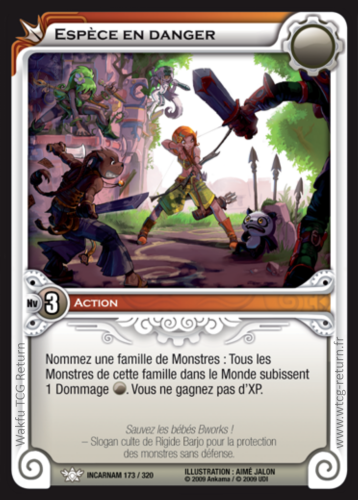 Espèce en danger
Nv 3 Action
Nommez une famille de Monstres : Tous les
Monstres de cette famille dans le Monde subissent
1 Dommage . Vous ne gagnez pas d'XP.
Sauvez les bébés Bworks !
– Slogan culte de Rigide Barjo pour la protection
des monstres sans défense.
INCARNAM 173 / 320
ILLUSTRATION : AIMÉ JALON
© 2009 Ankama / © 2009 UDI
Wakfu TCG Return
www.wtcg-return.fr